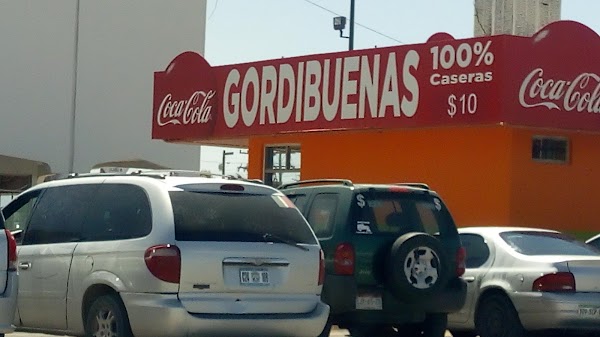 Coca-Cola
GORDIBUENAS
100%
Caseras
$10
Coca-Cola
$
$